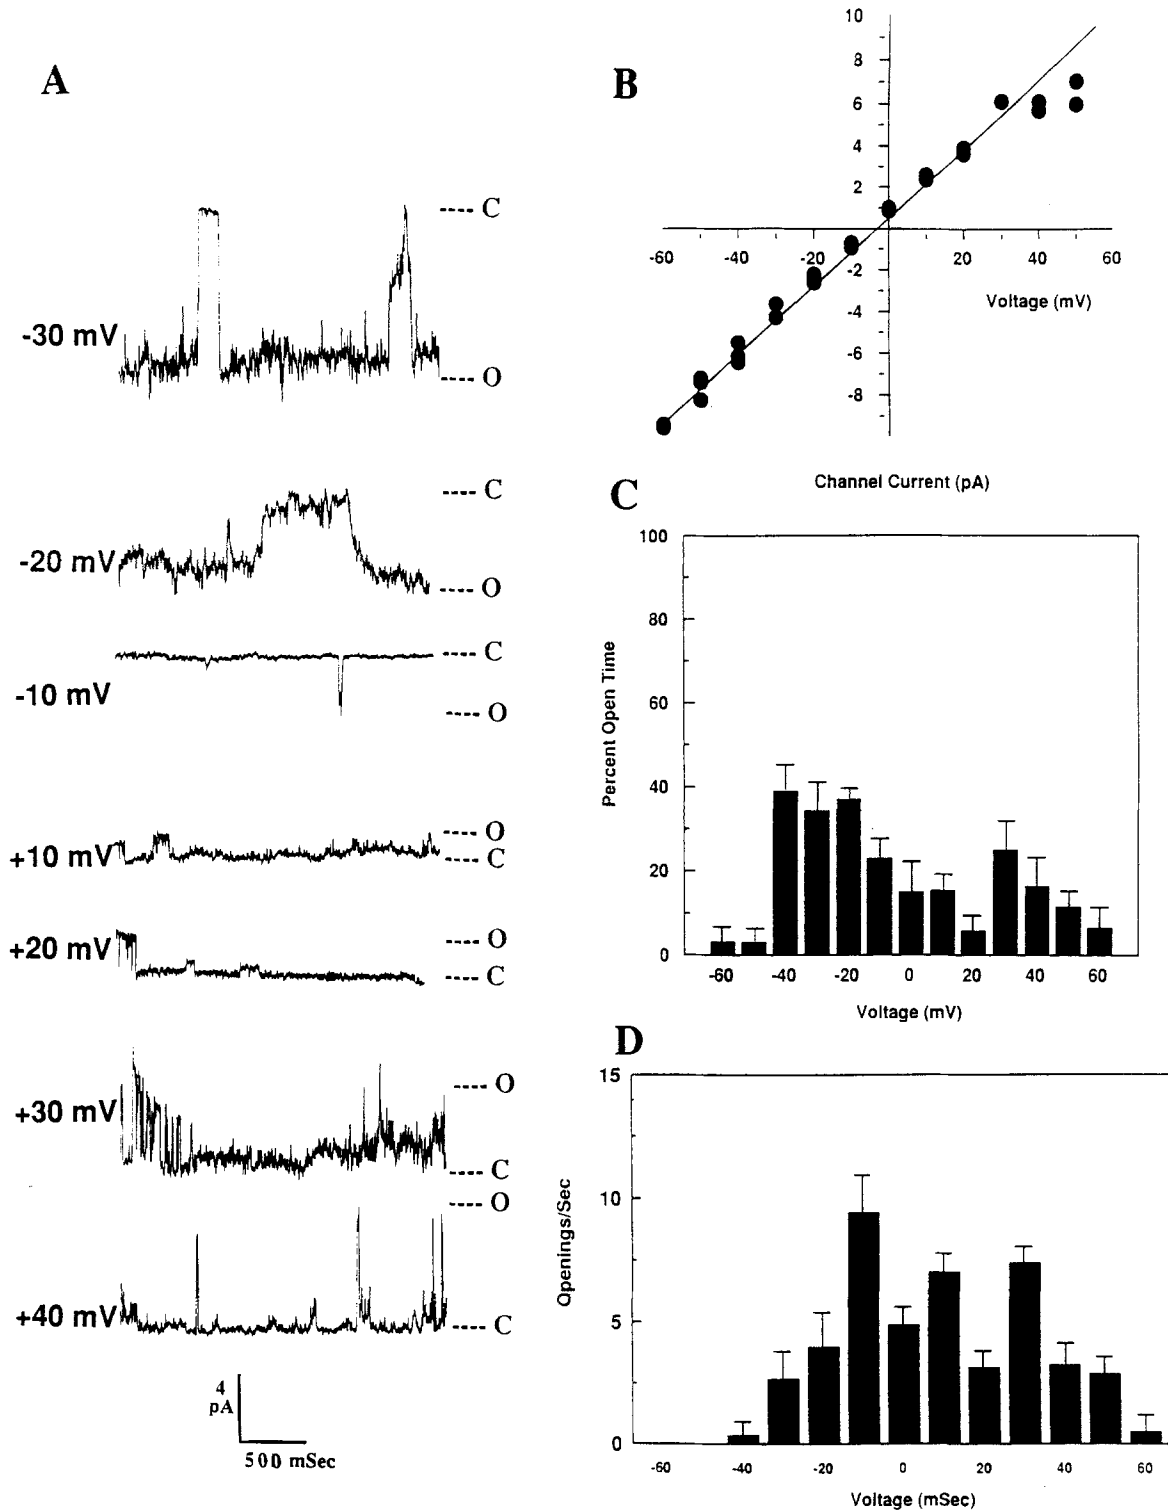 A
---- C
-30 mV
---- O
---- C
-20 mV
---- O
---- C
-10 mV
---- O
---- O
+10 mV
---- C
+20 mV
---- O
---- C
---- O
+30 mV
---- C
---- O
+40 mV
---- C
4
pA
500 mSec
B
10
8
6
4
2
-60
-40
-20
20
40
60
-2
-4
-6
-8
Voltage (mV)
Channel Current (pA)
C
100
80
60
40
20
0
Percent Open Time
-60
-40
-20
0
20
40
60
Voltage (mV)
D
15
10
5
0
Openings/Sec
-60
-40
-20
0
20
40
60
Voltage (mSec)